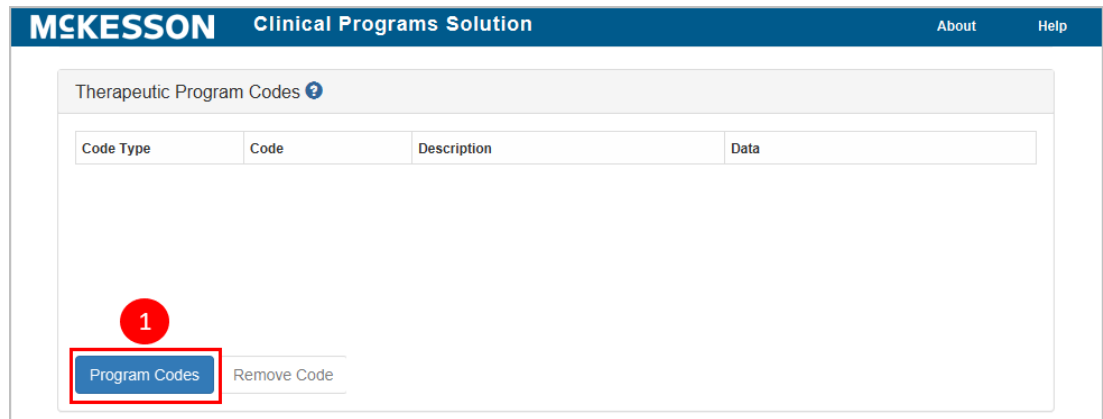 MCKESSON Clinical Programs Solution About Help
Therapeutic Program Codes ?
Code Type Code Description Data
1
Program Codes Remove Code